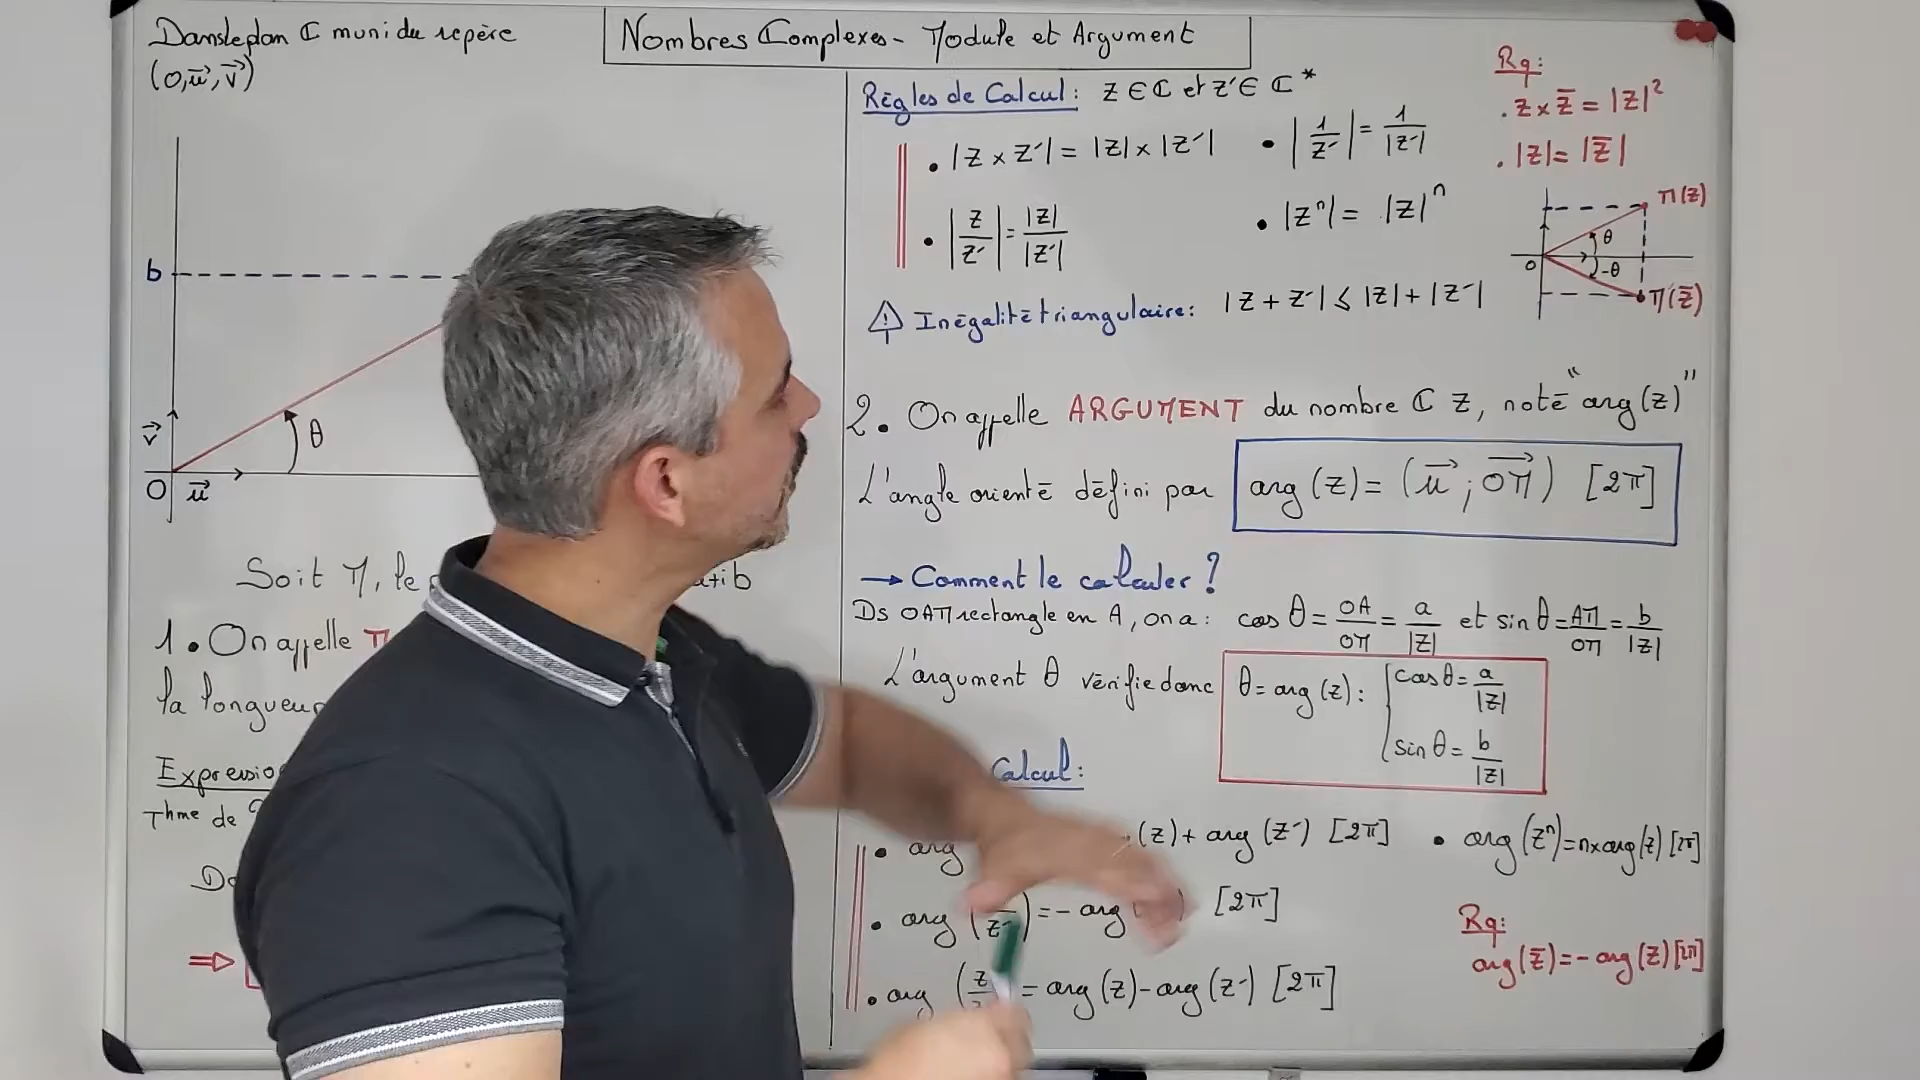 Dans le plan ℂ muni du repère
(O, u⃗, v⃗)
Nombres Complexes - Module et Argument
b
θ
v⃗
O u⃗
Soit M, le
a+ib
1. On appelle
la longueur
Expression
Thme de
⇒
Règles de Calcul : z ∈ ℂ et z' ∈ ℂ*
• |z × z'| = |z| × |z'|
• |1/z'| = 1/|z'|
• |z/z'| = |z|/|z'|
• |zⁿ| = |z|ⁿ
⚠ Inégalité triangulaire : |z + z'| ≤ |z| + |z'|
Rq :
. z × z̄ = |z|²
. |z| = |z̄|
M(z)
θ
O
-θ
M'(z̄)
2. On appelle ARGUMENT du nombre ℂ z, noté "arg(z)"
L'angle orienté défini par arg(z) = (u⃗ ; OM⃗) [2π]
→ Comment le calculer ?
Ds OAM rectangle en A, on a : cos θ = OA/OM = a/|z| et sin θ = AM/OM = b/|z|
L'argument θ vérifie donc θ = arg(z) : { cos θ = a/|z|
sin θ = b/|z|
Calcul :
• arg (z) + arg(z') [2π]
• arg(zⁿ) = n × arg(z) [2π]
• arg ( z' ) = - arg ( ) [2π]
• arg (z = arg(z) - arg(z') [2π]
Rq :
arg(z̄) = - arg(z) [2π]